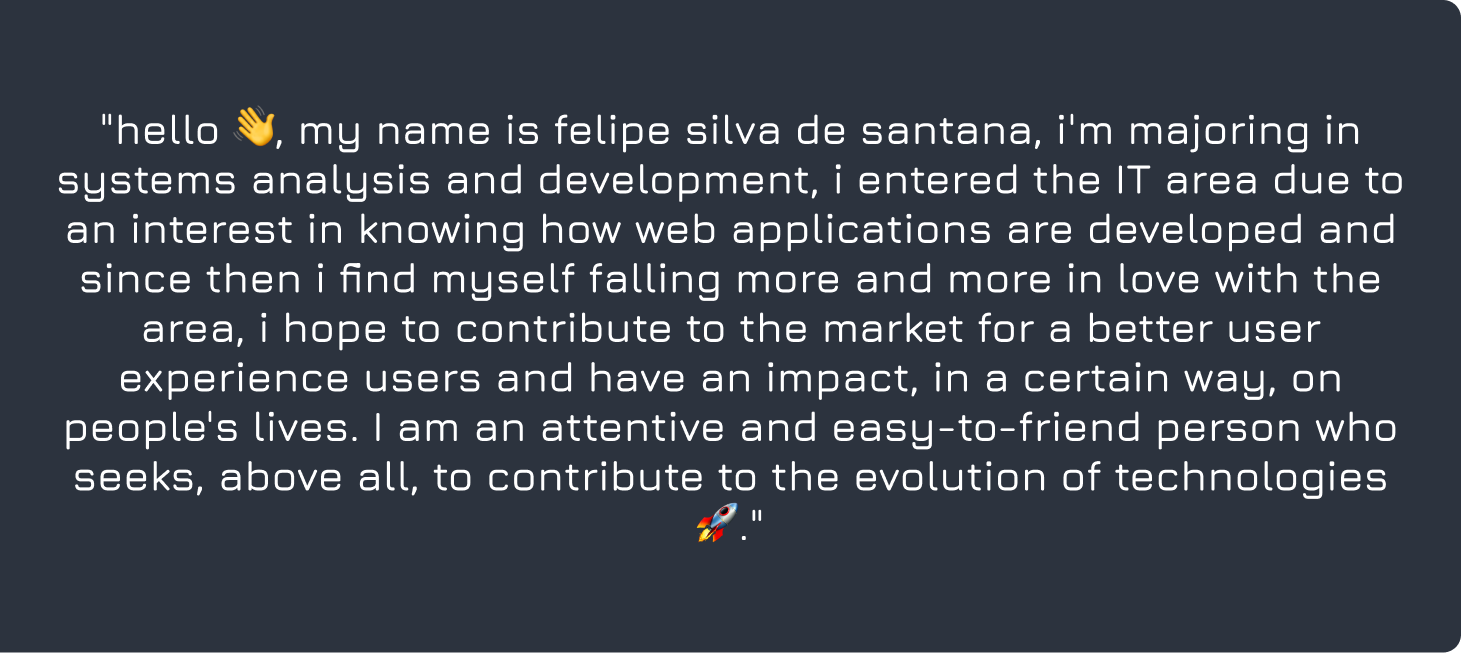 "hello 👋, my name is felipe silva de santana, i'm majoring in
systems analysis and development, i entered the IT area due to
an interest in knowing how web applications are developed and
since then i find myself falling more and more in love with the
area, i hope to contribute to the market for a better user
experience users and have an impact, in a certain way, on
people's lives. I am an attentive and easy-to-friend person who
seeks, above all, to contribute to the evolution of technologies
🚀."